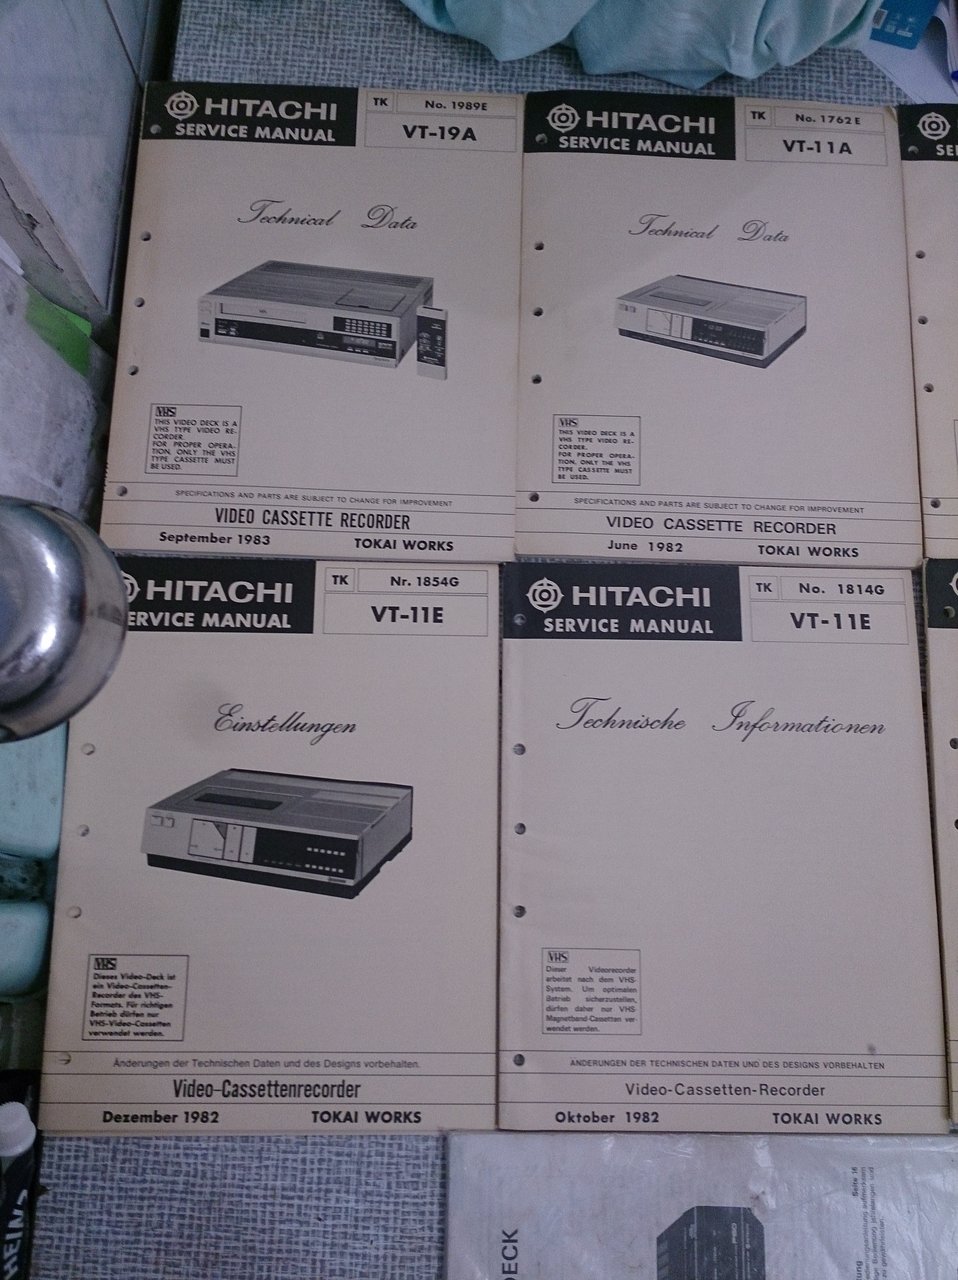 HITACHI
SERVICE MANUAL
TK
No. 1989E
VT-19A
Technical Data
VHS
THIS VIDEO DECK IS A
VHS TYPE VIDEO RE-
CORDER.
FOR PROPER OPERA-
TION, ONLY THE VHS
TYPE CASSETTE MUST
BE USED.
SPECIFICATIONS AND PARTS ARE SUBJECT TO CHANGE FOR IMPROVEMENT
VIDEO CASSETTE RECORDER
September 1983
TOKAI WORKS
HITACHI
SERVICE MANUAL
TK
No. 1762 E
VT-11A
Technical Data
VHS
THIS VIDEO DECK IS A
VHS TYPE VIDEO RE-
CORDER.
FOR PROPER OPERA-
TION, ONLY THE VHS
TYPE CASSETTE MUST
BE USED.
SPECIFICATIONS AND PARTS ARE SUBJECT TO CHANGE FOR IMPROVEMENT
VIDEO CASSETTE RECORDER
June 1982
TOKAI WORKS
SE
HITACHI
ERVICE MANUAL
TK
Nr. 1854G
VT-11E
Einstellungen
VHS
Dieses Video-Deck ist
ein Video-Cassetten-
Recorder des VHS-
Formats. Für richtigen
Betrieb dürfen nur
VHS-Video-Cassetten
verwendet werden.
Änderungen der Technischen Daten und des Designs vorbehalten.
Video-Cassettenrecorder
Dezember 1982
TOKAI WORKS
HITACHI
SERVICE MANUAL
TK
No. 1814G
VT-11E
Technische Informationen
VHS
Dieser Videorecorder
arbeitet nach dem VHS-
System. Um optimalen
Betrieb sicherzustellen,
dürfen daher nur VHS-
Magnetband-Cassetten ver-
wendet werden.
ÄNDERUNGEN DER TECHNISCHEN DATEN UND DES DESIGNS VORBEHALTEN
Video-Cassetten-Recorder
Oktober 1982
TOKAI WORKS
HEINZ
DECK
Seite 16